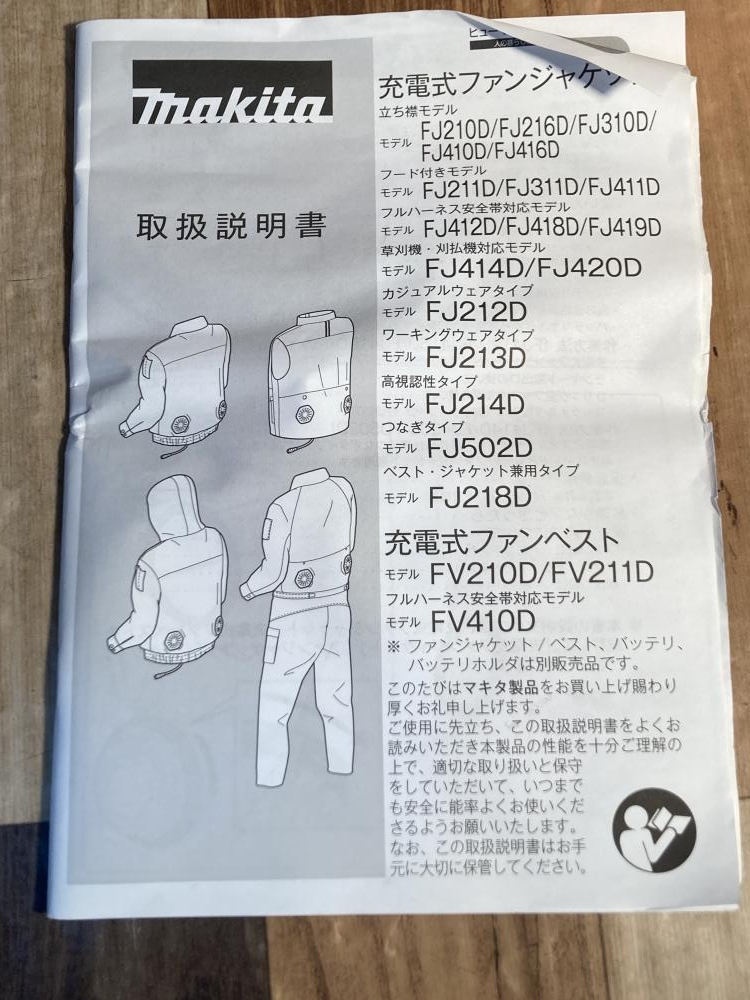 makita
取扱説明書
ビュー
充電式ファンジャケッ
立ち襟モデル
モデル FJ210D/FJ216D/FJ310D/
FJ410D/FJ416D
フード付きモデル
モデル FJ211D/FJ311D/FJ411D
フルハーネス安全帯対応モデル
モデル FJ412D/FJ418D/FJ419D
草刈機・刈払機対応モデル
モデル FJ414D/FJ420D
カジュアルウェアタイプ
モデル FJ212D
ワーキングウェアタイプ
モデル FJ213D
高視認性タイプ
モデル FJ214D
つなぎタイプ
モデル FJ502D
ベスト・ジャケット兼用タイプ
モデル FJ218D
充電式ファンベスト
モデル FV210D/FV211D
フルハーネス安全帯対応モデル
モデル FV410D
※ ファンジャケット / ベスト、バッテリ、
バッテリホルダは別販売品です。
このたびはマキタ製品をお買い上げ賜わり
厚くお礼申し上げます。
ご使用に先立ち、この取扱説明書をよくお
読みいただき本製品の性能を十分ご理解の
上で、適切な取り扱いと保守
をしていただいて、いつまで
も安全に能率よくお使いくだ
さるようお願いいたします。
なお、この取扱説明書はお手
元に大切に保管してください。